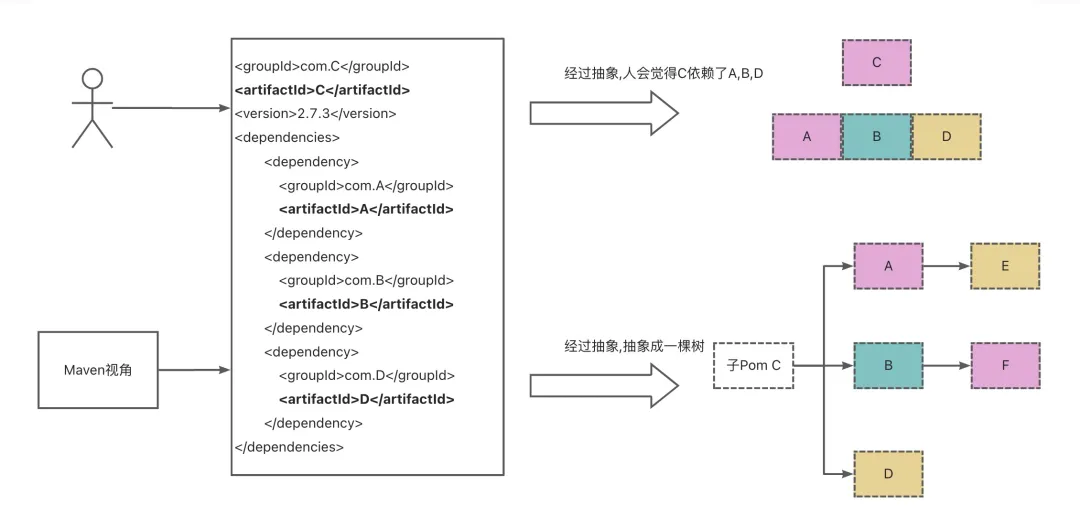 <groupId>com.C</groupId>
<artifactId>C</artifactId>
<version>2.7.3</version>
<dependencies>
<dependency>
<groupId>com.A</groupId>
<artifactId>A</artifactId>
</dependency>
<dependency>
<groupId>com.B</groupId>
<artifactId>B</artifactId>
</dependency>
<dependency>
<groupId>com.D</groupId>
<artifactId>D</artifactId>
</dependency>
</dependencies>
Maven视角
经过抽象,人会觉得C依赖了A,B,D
C
A B D
经过抽象,抽象成一棵树
子Pom C
A E
B F
D